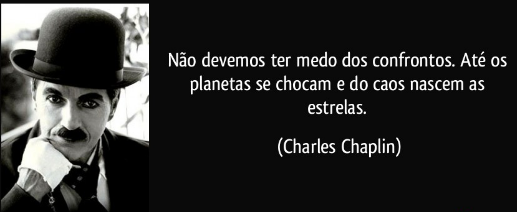 Não devemos ter medo dos confrontos. Até os
planetas se chocam e do caos nascem as
estrelas.
(Charles Chaplin)